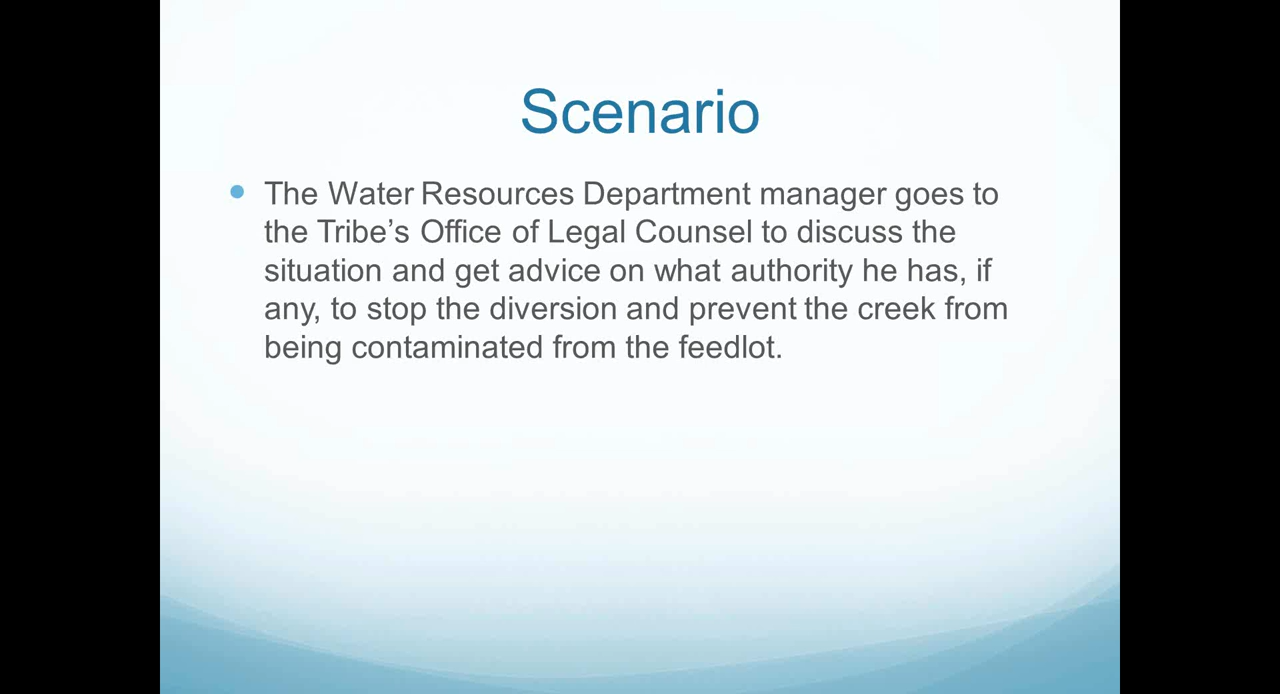 Scenario
The Water Resources Department manager goes to
the Tribe’s Office of Legal Counsel to discuss the
situation and get advice on what authority he has, if
any, to stop the diversion and prevent the creek from
being contaminated from the feedlot.